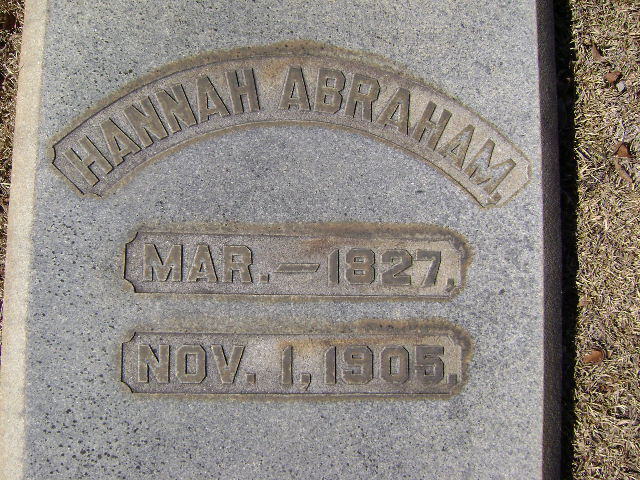 HANNAH ABRAHAM.
MAR. — 1827,
NOV. 1, 1905.